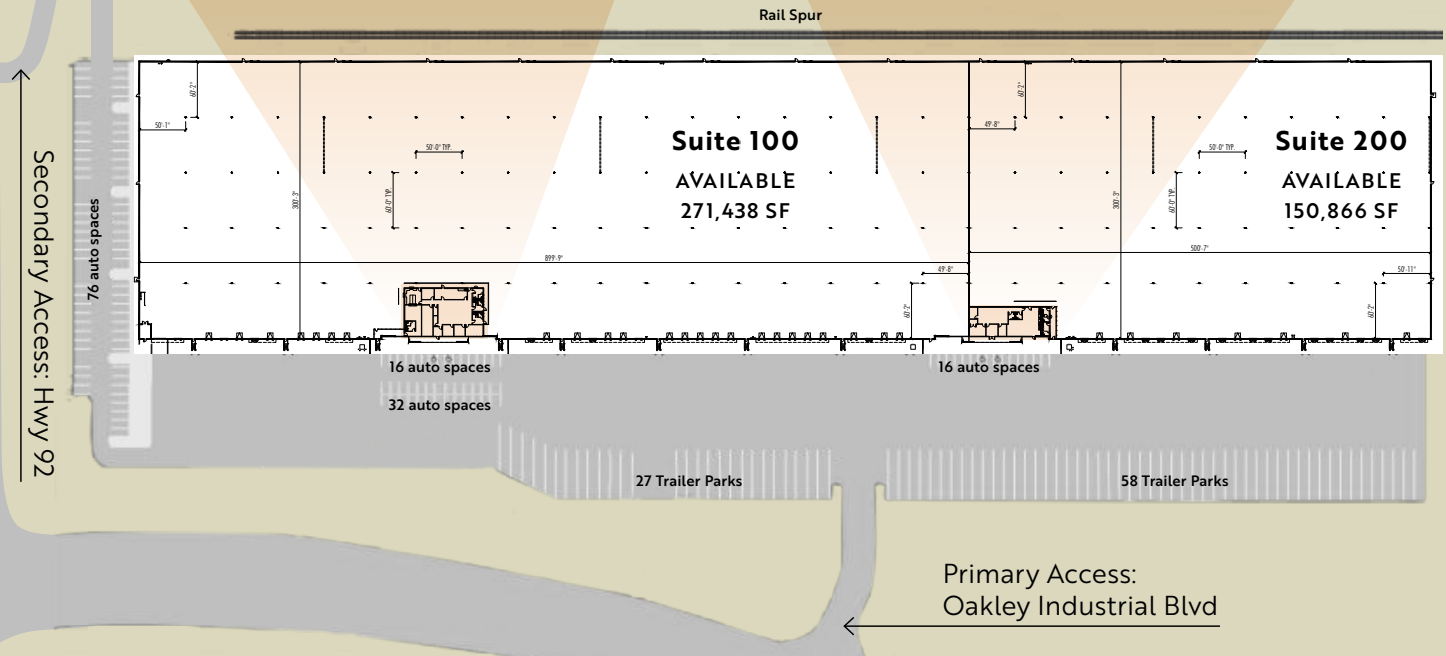 Rail Spur
60'-2"
60'-2"
50'-1"
49'-8"
Suite 100
AVAILABLE
271,438 SF
Suite 200
AVAILABLE
150,866 SF
50'-0" TYP.
50'-0" TYP.
60'-0" TYP.
60'-0" TYP.
300'-3"
300'-3"
899'-9"
500'-7"
49'-8"
50'-11"
60'-2"
60'-2"
Secondary Access: Hwy 92
76 auto spaces
16 auto spaces
16 auto spaces
32 auto spaces
27 Trailer Parks
58 Trailer Parks
Primary Access:
Oakley Industrial Blvd